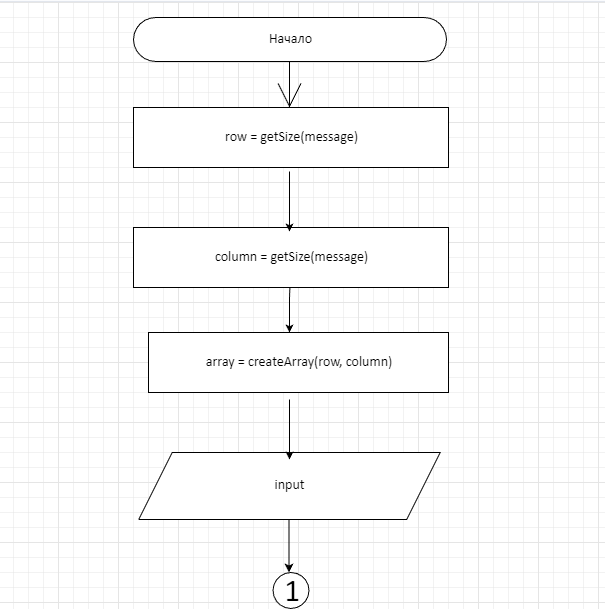 Начало
row = getSize(message)
column = getSize(message)
array = createArray(row, column)
input
1